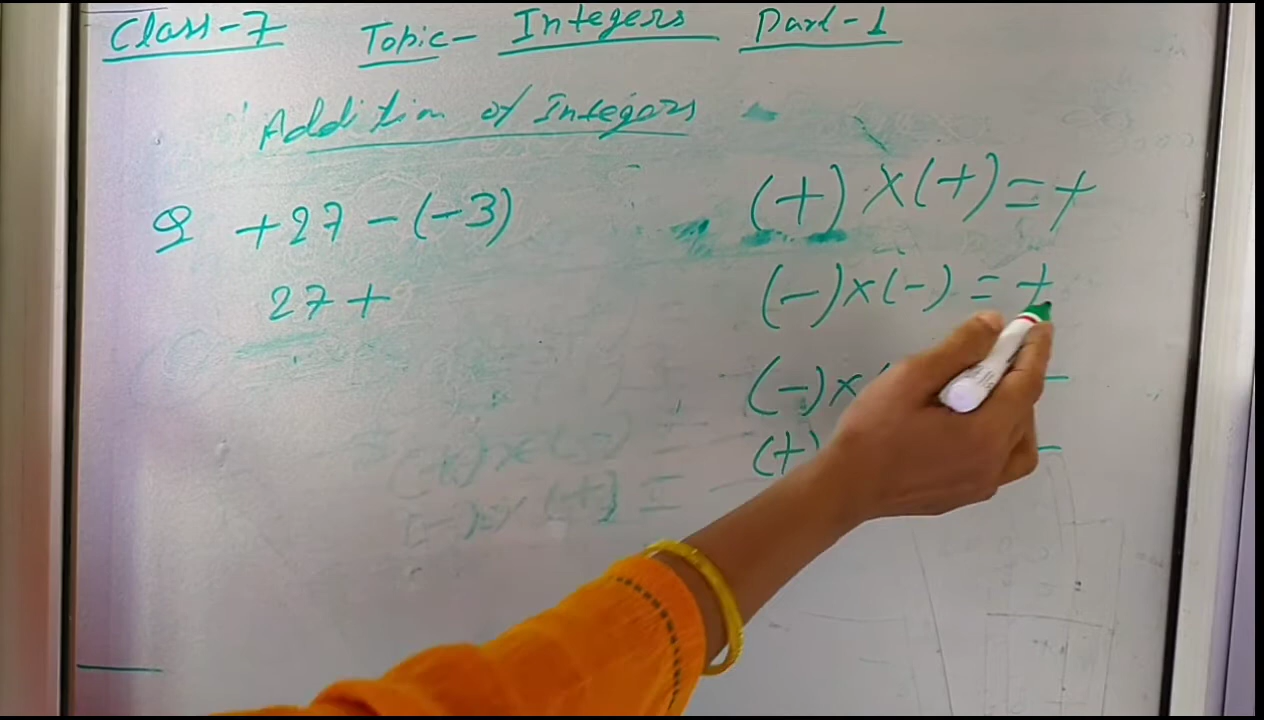 Class-7 Topic- Integers Part-1
Addition of Integers
Q +27-(-3)
27+
(+)×(+)=+
(-)×(-)=+
(-)×( -
(+) -
(-)×(+)=